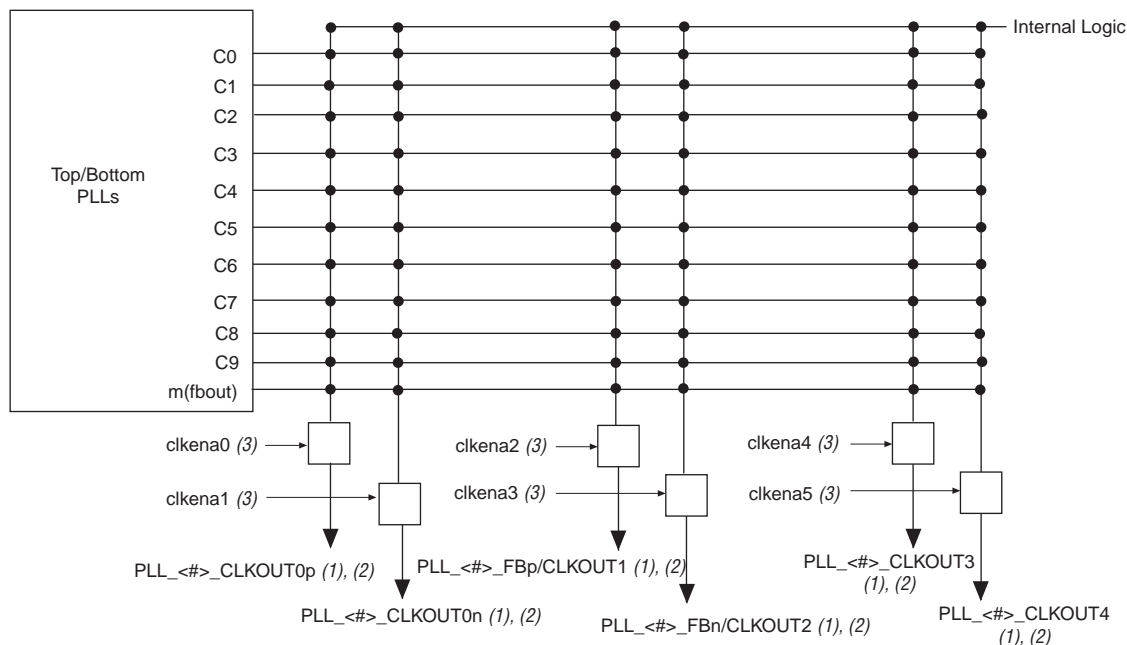 Internal Logic
C0
C1
C2
C3
Top/Bottom
PLLs
C4
C5
C6
C7
C8
C9
m(fbout)
clkena0 (3)
clkena2 (3)
clkena4 (3)
clkena1 (3)
clkena3 (3)
clkena5 (3)
PLL_<#>_CLKOUT0p (1), (2)
PLL_<#>_FBp/CLKOUT1 (1), (2)
PLL_<#>_CLKOUT3
(1), (2)
PLL_<#>_CLKOUT0n (1), (2)
PLL_<#>_FBn/CLKOUT2 (1), (2)
PLL_<#>_CLKOUT4
(1), (2)